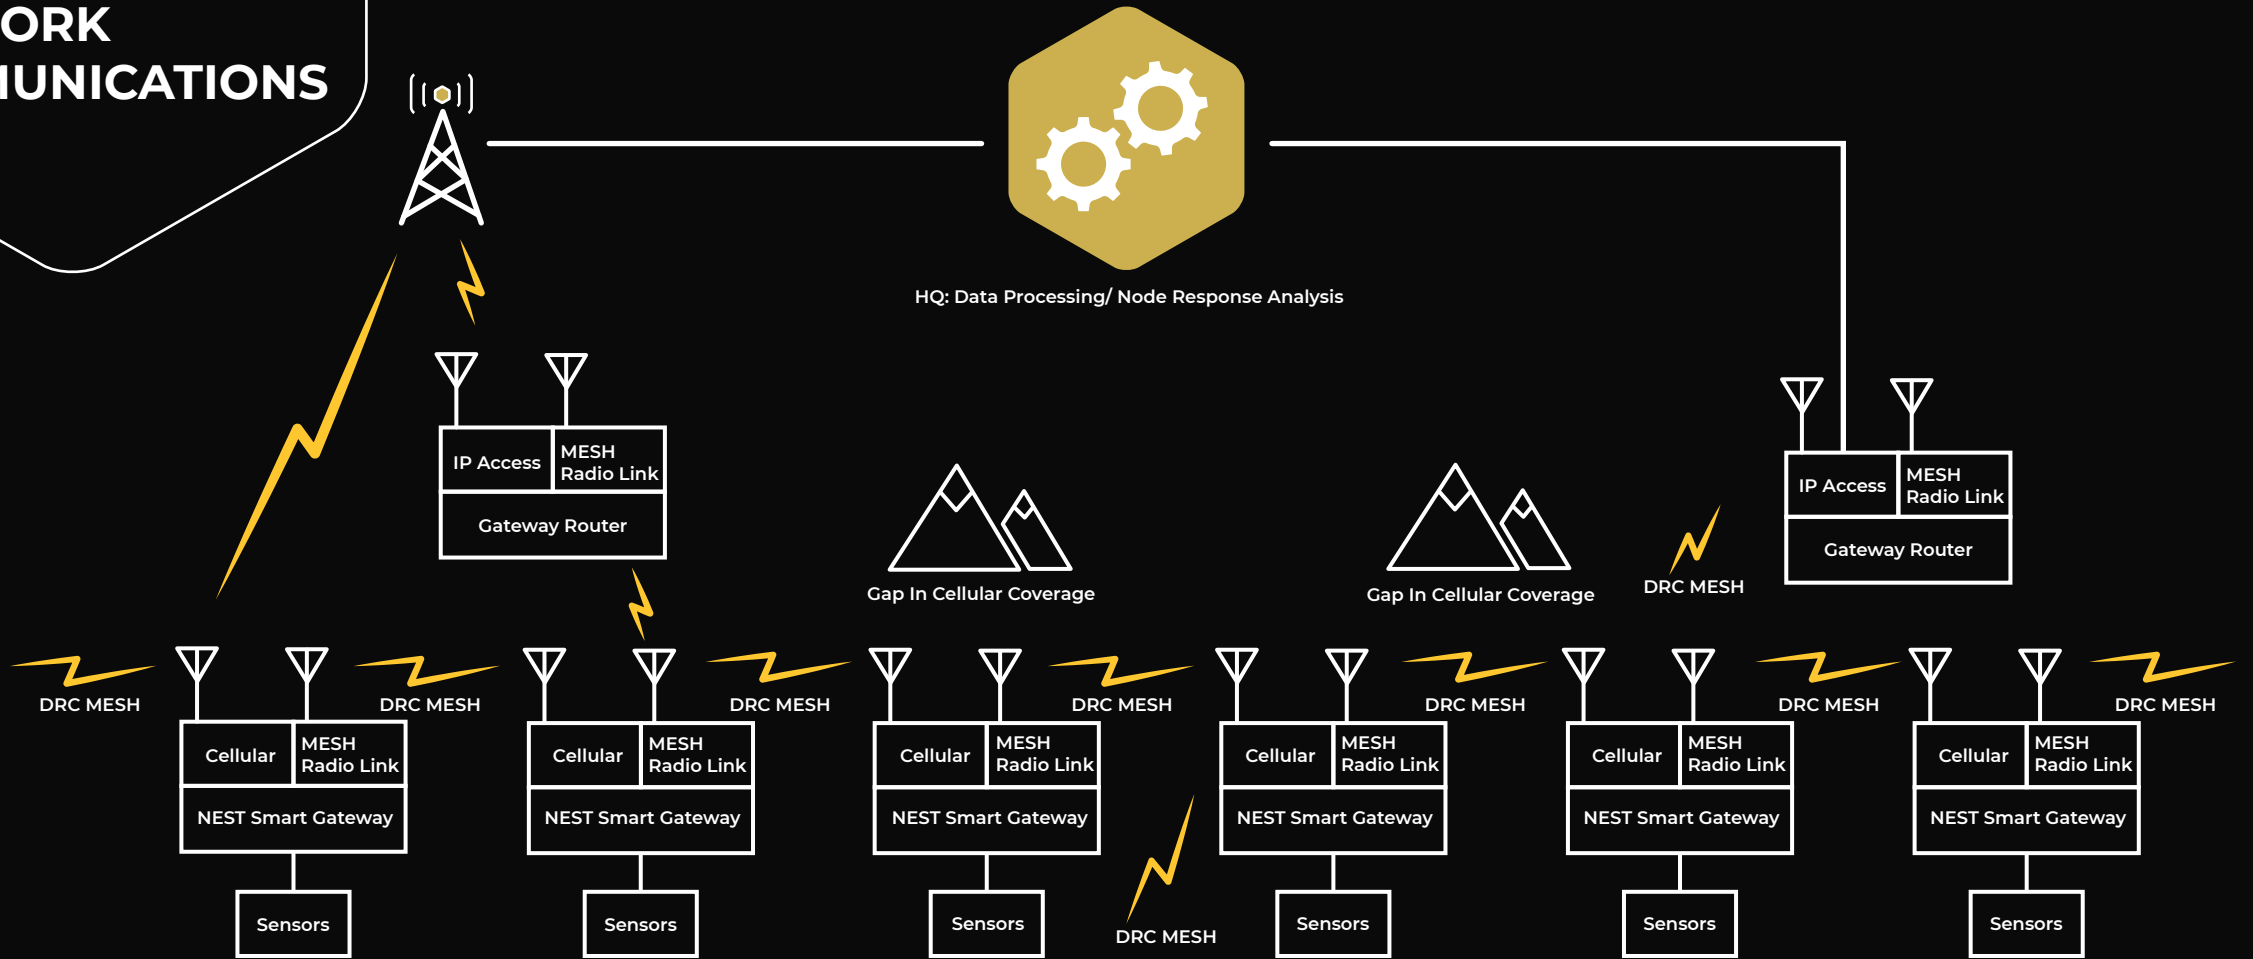 ORK
MUNICATIONS
HQ: Data Processing/ Node Response Analysis
IP Access
MESH
Radio Link
Gateway Router
IP Access
MESH
Radio Link
Gateway Router
Gap In Cellular Coverage
Gap In Cellular Coverage
DRC MESH
DRC MESH
DRC MESH
DRC MESH
DRC MESH
DRC MESH
DRC MESH
DRC MESH
Cellular
MESH
Radio Link
NEST Smart Gateway
Sensors
Cellular
MESH
Radio Link
NEST Smart Gateway
Sensors
Cellular
MESH
Radio Link
NEST Smart Gateway
Sensors
DRC MESH
Cellular
MESH
Radio Link
NEST Smart Gateway
Sensors
Cellular
MESH
Radio Link
NEST Smart Gateway
Sensors
Cellular
MESH
Radio Link
NEST Smart Gateway
Sensors